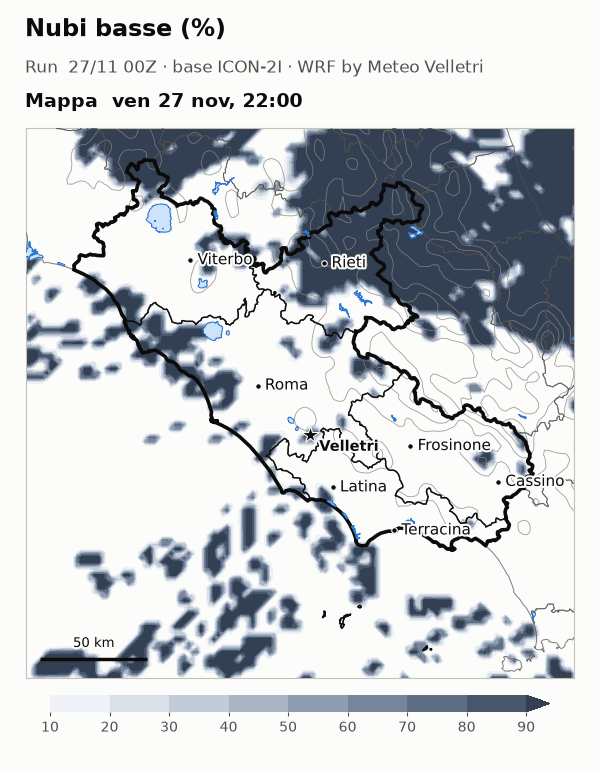 Nubi basse (%)
Run  27/11 00Z · base ICON-2I · WRF by Meteo Velletri
Mappa  ven 27 nov, 22:00
Viterbo
Rieti
Roma
Velletri
Frosinone
Cassino
Latina
Terracina
50 km
10 20 30 40 50 60 70 80 90